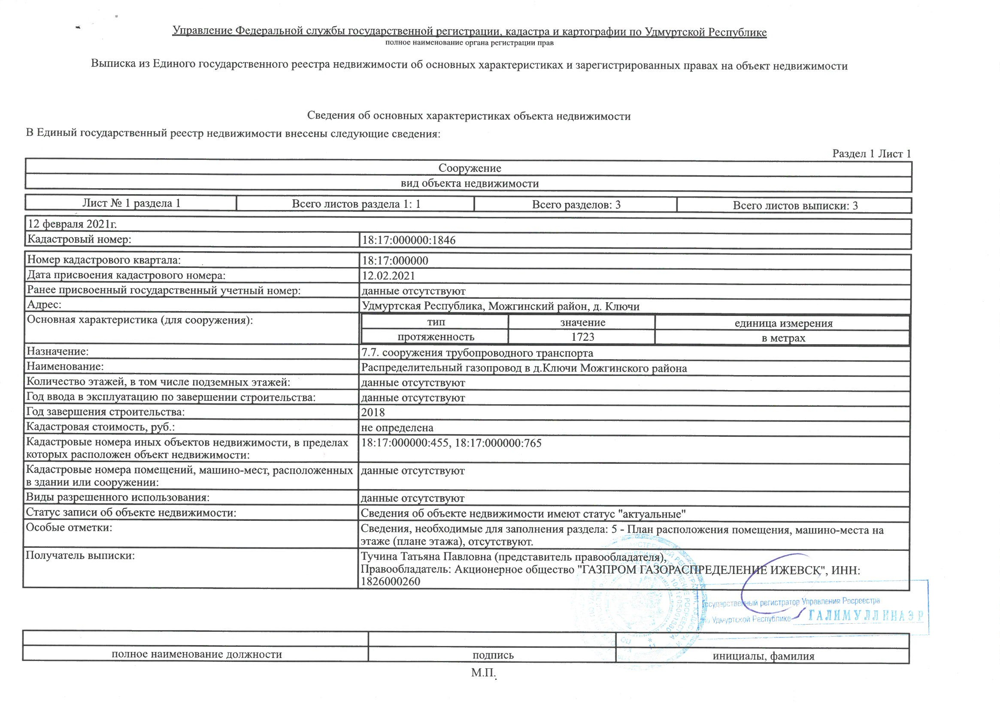 Управление Федеральной службы государственной регистрации, кадастра и картографии по Удмуртской Республике
полное наименование органа регистрации прав
Выписка из Единого государственного реестра недвижимости об основных характеристиках и зарегистрированных правах на объект недвижимости
Сведения об основных характеристиках объекта недвижимости
В Единый государственный реестр недвижимости внесены следующие сведения:
Раздел 1 Лист 1
Сооружение
вид объекта недвижимости
Лист № 1 раздела 1 Всего листов раздела 1: 1 Всего разделов: 3 Всего листов выписки: 3
12 февраля 2021г.
Кадастровый номер: 18:17:000000:1846
Номер кадастрового квартала: 18:17:000000
Дата присвоения кадастрового номера: 12.02.2021
Ранее присвоенный государственный учетный номер: данные отсутствуют
Адрес: Удмуртская Республика, Можгинский район, д. Ключи
Основная характеристика (для сооружения): тип значение единица измерения
протяженность 1723 в метрах
Назначение: 7.7. сооружения трубопроводного транспорта
Наименование: Распределительный газопровод в д.Ключи Можгинского района
Количество этажей, в том числе подземных этажей: данные отсутствуют
Год ввода в эксплуатацию по завершении строительства: данные отсутствуют
Год завершения строительства: 2018
Кадастровая стоимость, руб.: не определена
Кадастровые номера иных объектов недвижимости, в пределах 18:17:000000:455, 18:17:000000:765
которых расположен объект недвижимости:
Кадастровые номера помещений, машино-мест, расположенных данные отсутствуют
в здании или сооружении:
Виды разрешенного использования: данные отсутствуют
Статус записи об объекте недвижимости: Сведения об объекте недвижимости имеют статус "актуальные"
Особые отметки: Сведения, необходимые для заполнения раздела: 5 - План расположения помещения, машино-места на
этаже (плане этажа), отсутствуют.
Получатель выписки: Тучина Татьяна Павловна (представитель правообладателя),
Правообладатель: Акционерное общество "ГАЗПРОМ ГАЗОРАСПРЕДЕЛЕНИЕ ИЖЕВСК", ИНН:
1826000260
осударственный регистратор Управления Росреестра
по Удмуртской Республике ГАЛИМУЛЛИНА Э Р
полное наименование должности подпись инициалы, фамилия
М.П.